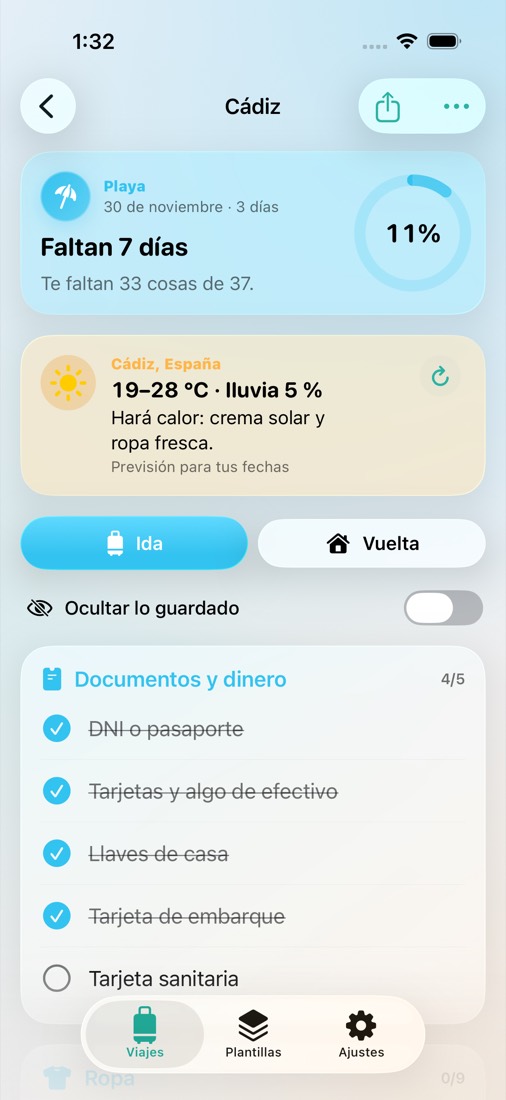 1:32
Cádiz
Playa
30 de noviembre · 3 días
Faltan 7 días
Te faltan 33 cosas de 37.
11%
Cádiz, España
19–28 °C · lluvia 5 %
Hará calor: crema solar y
ropa fresca.
Previsión para tus fechas
Ida
Vuelta
Ocultar lo guardado
Documentos y dinero
4/5
DNI o pasaporte
Tarjetas y algo de efectivo
Llaves de casa
Tarjeta de embarque
Tarjeta sanitaria
Viajes
Plantillas
Ajustes
Ropa
0/9